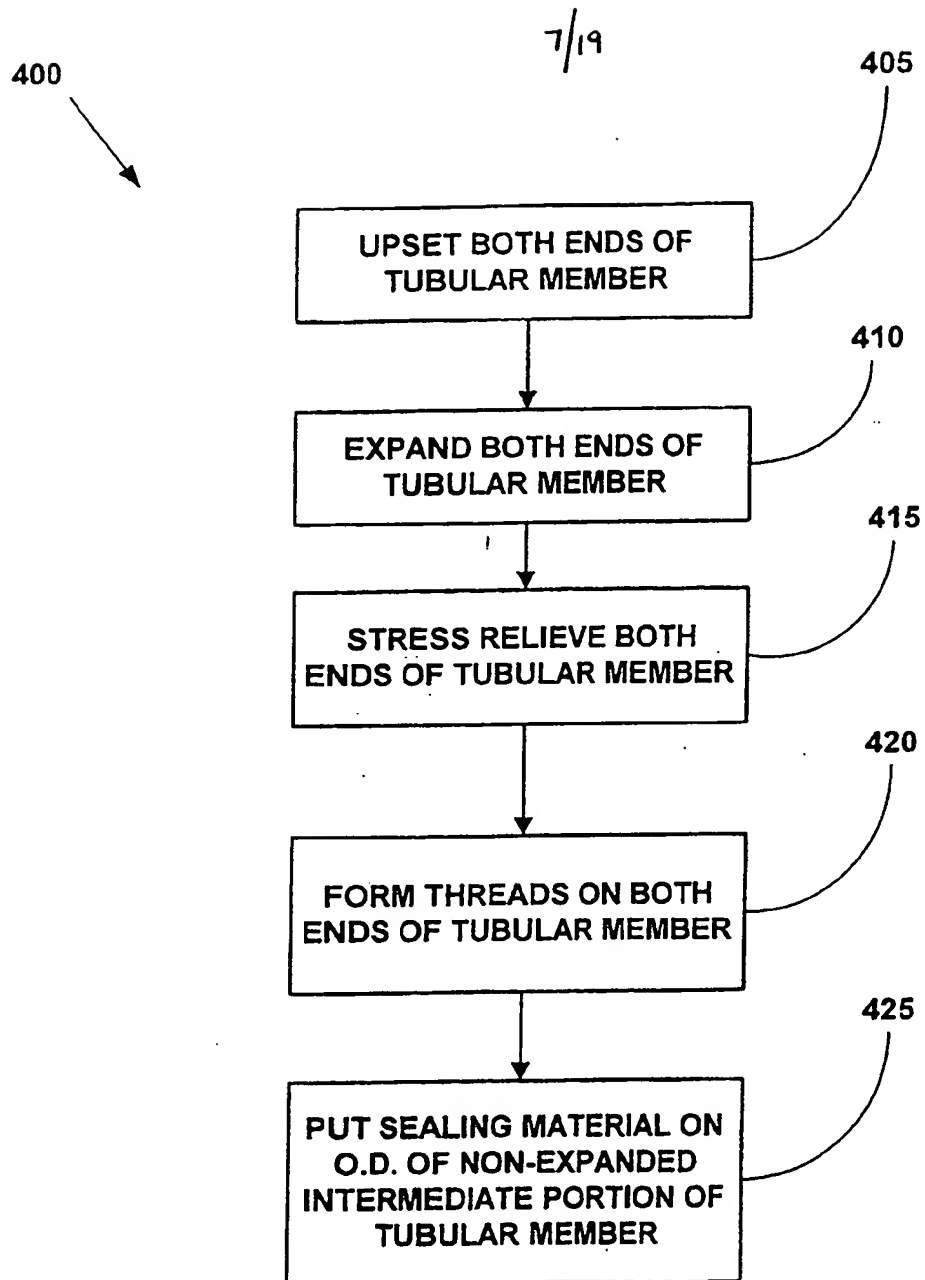 7/19
400
405
UPSET BOTH ENDS OF
TUBULAR MEMBER
410
EXPAND BOTH ENDS OF
TUBULAR MEMBER
415
STRESS RELIEVE BOTH
ENDS OF TUBULAR MEMBER
420
FORM THREADS ON BOTH
ENDS OF TUBULAR MEMBER
425
PUT SEALING MATERIAL ON
O.D. OF NON-EXPANDED
INTERMEDIATE PORTION OF
TUBULAR MEMBER